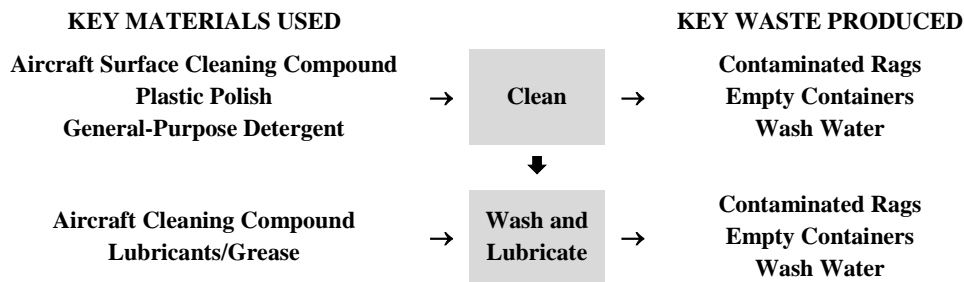 KEY MATERIALS USED
KEY WASTE PRODUCED
Aircraft Surface Cleaning Compound
Plastic Polish
General-Purpose Detergent
→
Clean
→
Contaminated Rags
Empty Containers
Wash Water
Aircraft Cleaning Compound
Lubricants/Grease
→
Wash and
Lubricate
→
Contaminated Rags
Empty Containers
Wash Water